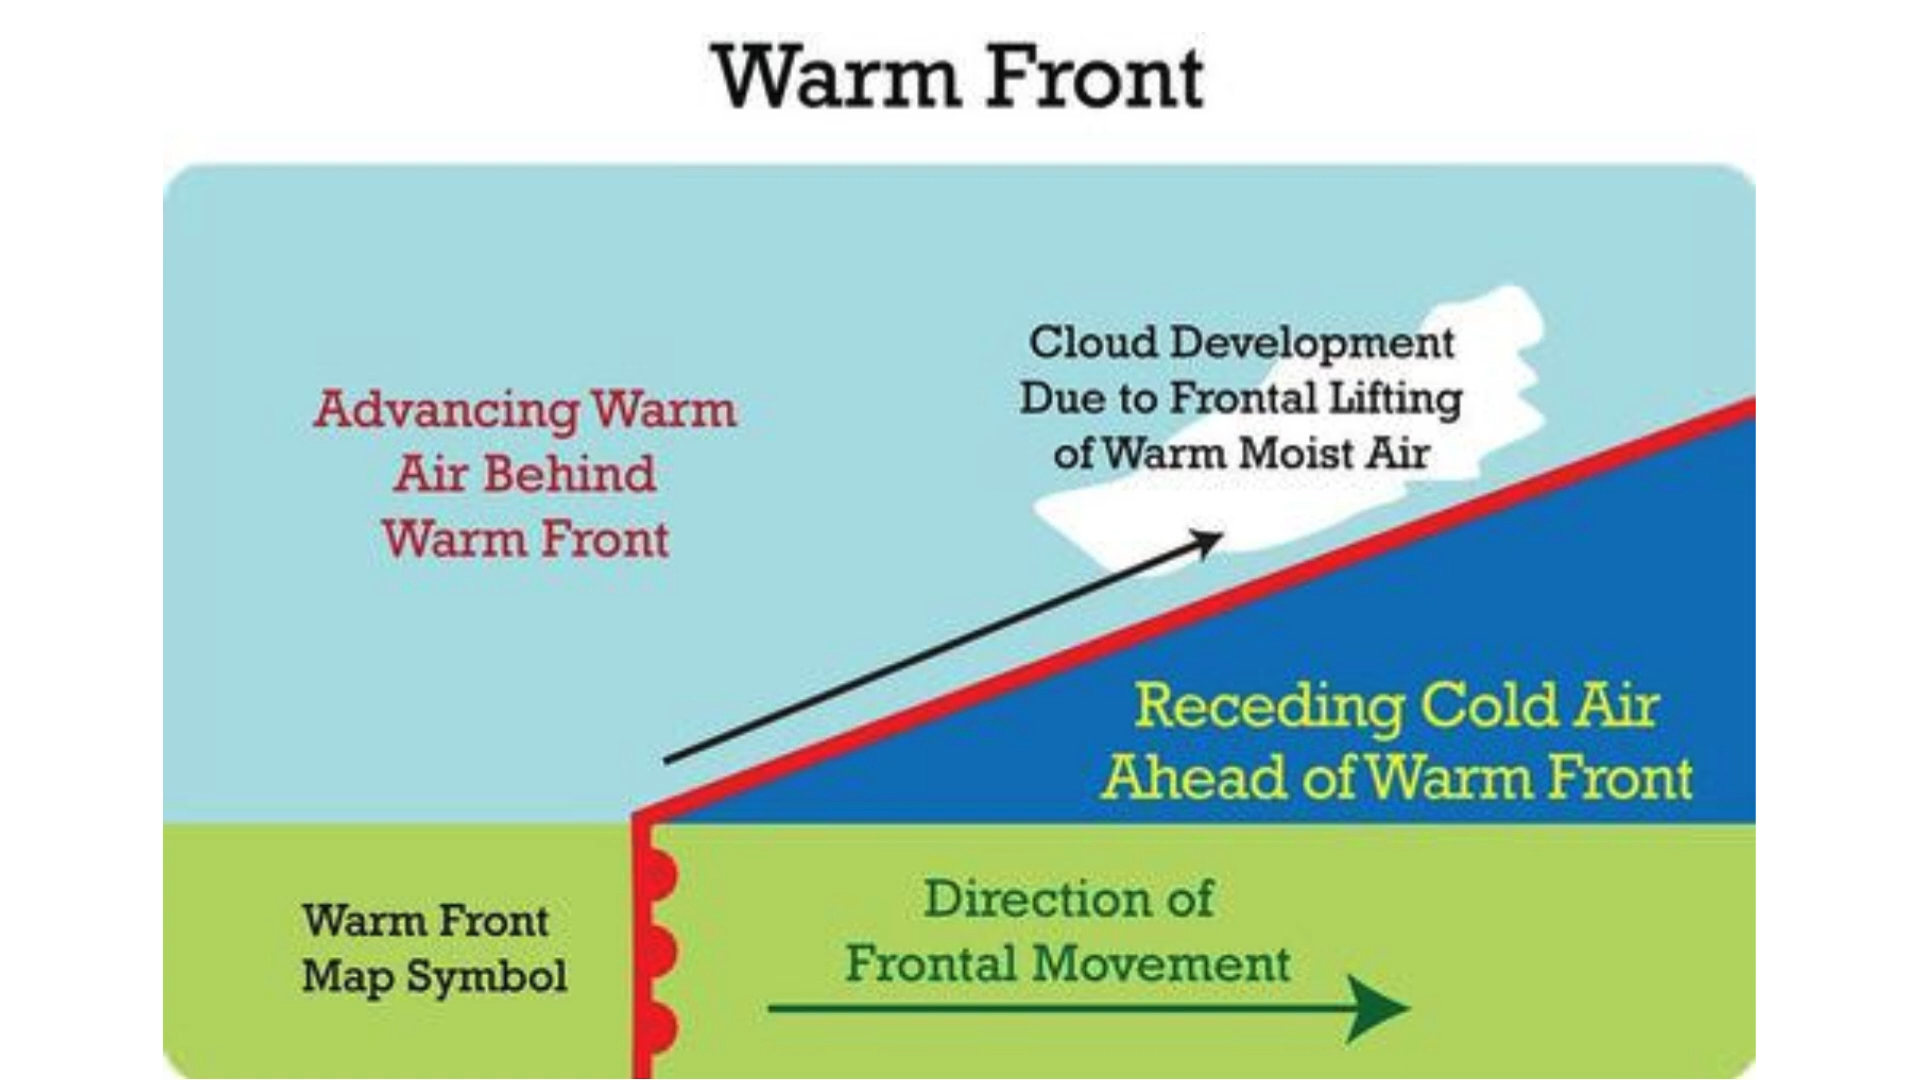 Warm Front
Cloud Development
Due to Frontal Lifting
of Warm Moist Air
Advancing Warm
Air Behind
Warm Front
Receding Cold Air
Ahead of Warm Front
Warm Front
Map Symbol
Direction of
Frontal Movement